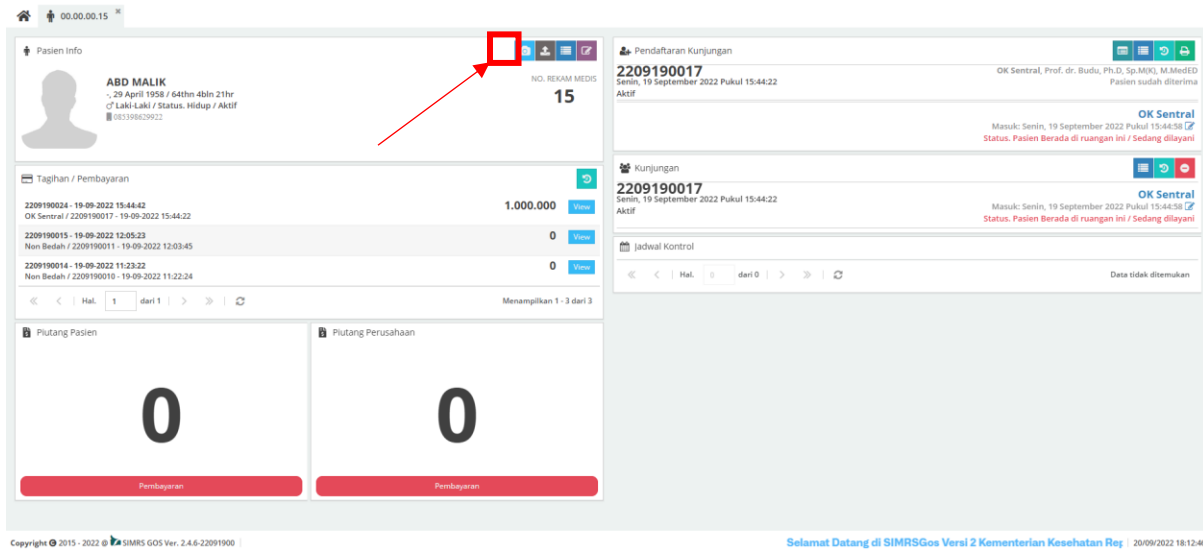 00.00.00.15
Pasien Info
ABD MALIK
-, 29 April 1958 / 64thn 4bln 21hr
Laki-Laki / Status. Hidup / Aktif
085398629922
NO. REKAM MEDIS
15
Tagihan / Pembayaran
2209190024 - 19-09-2022 15:44:42
OK Sentral / 2209190017 - 19-09-2022 15:44:22
1.000.000 View
2209190015 - 19-09-2022 12:05:23
Non Bedah / 2209190011 - 19-09-2022 12:03:45
0 View
2209190014 - 19-09-2022 11:23:22
Non Bedah / 2209190010 - 19-09-2022 11:22:24
0 View
Hal. 1 dari 1
Menampilkan 1 - 3 dari 3
Piutang Pasien
0
Pembayaran
Piutang Perusahaan
0
Pembayaran
Pendaftaran Kunjungan
2209190017
Senin, 19 September 2022 Pukul 15:44:22
Aktif
OK Sentral, Prof. dr. Budu, Ph.D, Sp.M(K), M.MedED
Pasien sudah diterima
OK Sentral
Masuk: Senin, 19 September 2022 Pukul 15:44:58
Status. Pasien Berada di ruangan ini / Sedang dilayani
Kunjungan
2209190017
Senin, 19 September 2022 Pukul 15:44:22
Aktif
OK Sentral
Masuk: Senin, 19 September 2022 Pukul 15:44:58
Status. Pasien Berada di ruangan ini / Sedang dilayani
Jadwal Kontrol
Hal. 0 dari 0
Data tidak ditemukan
Copyright © 2015 - 2022 @ SIMRS GOS Ver. 2.4.6-22091900
Selamat Datang di SIMRSGos Versi 2 Kementerian Kesehatan Rep
20/09/2022 18:12:4